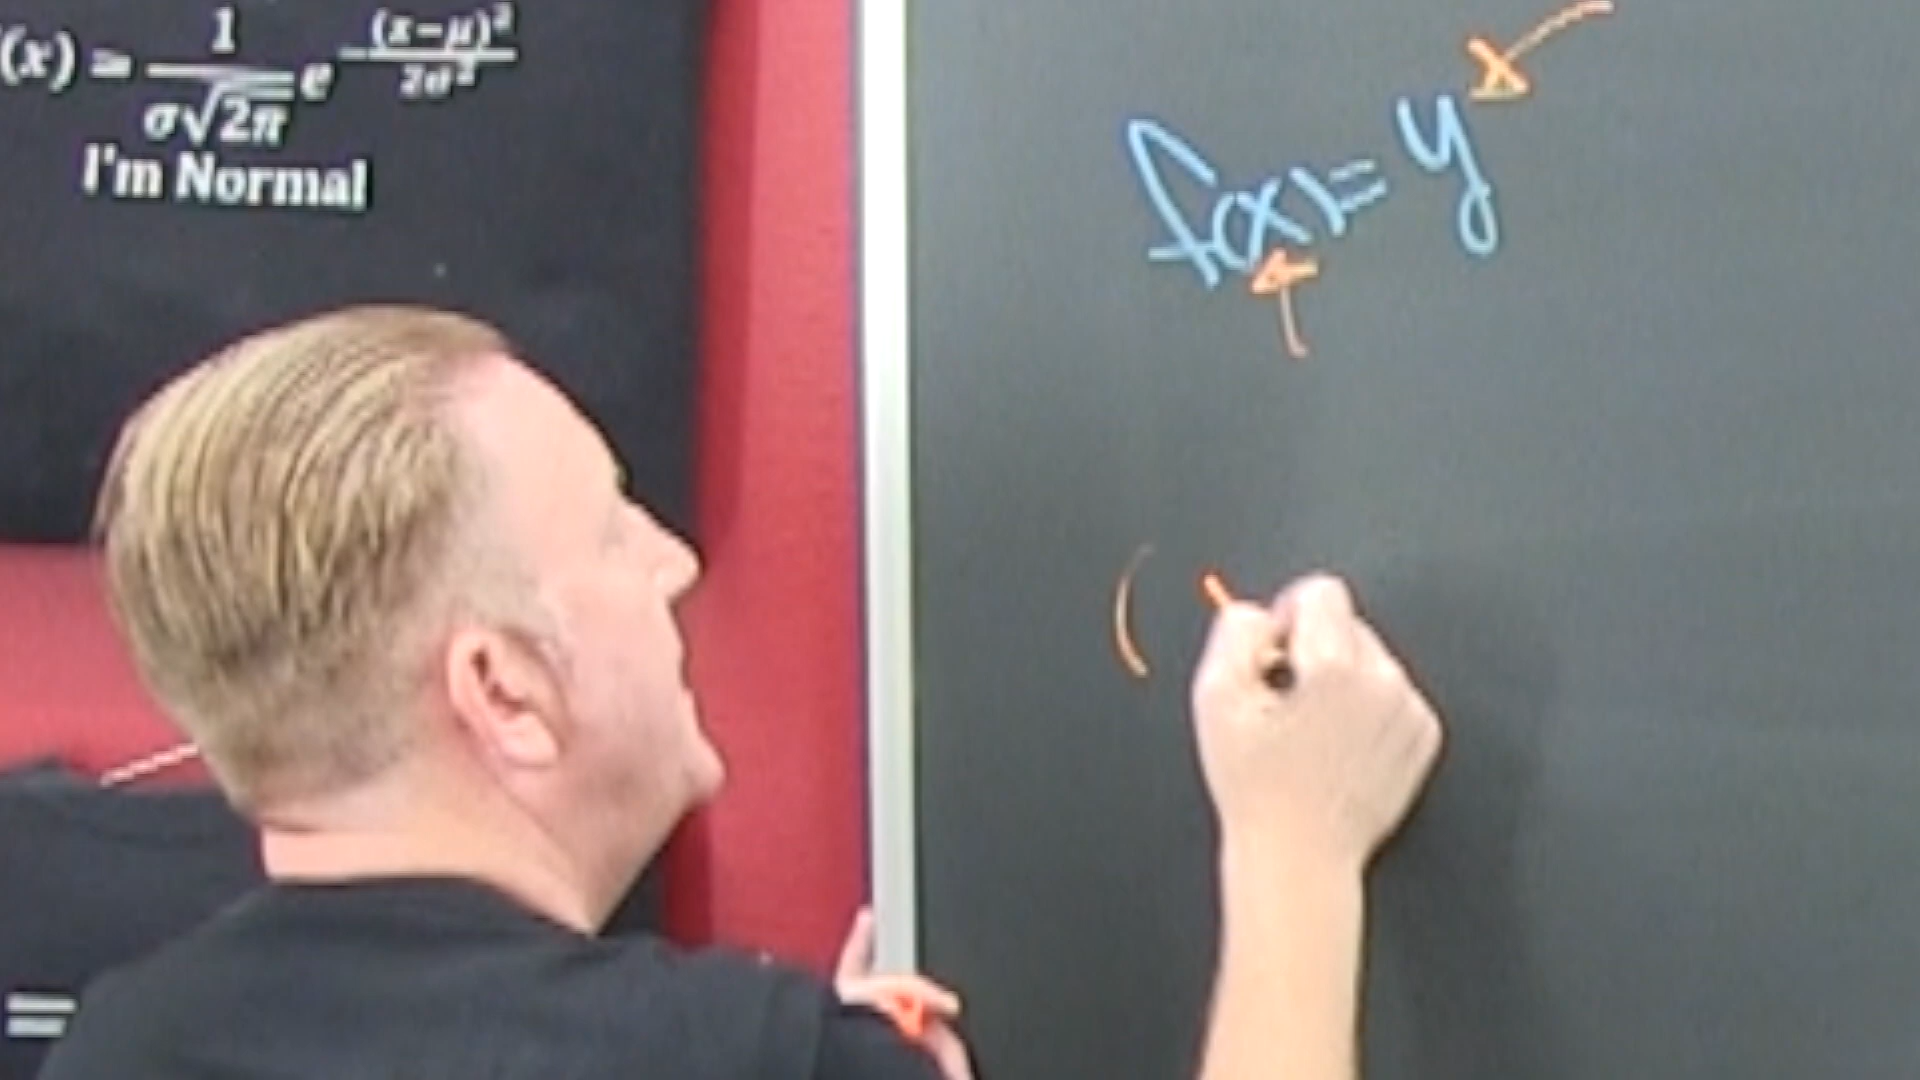 (x) = 1/σ√2π e^-(x-μ)²/2σ²
I'm Normal
=
f(x) = y
(